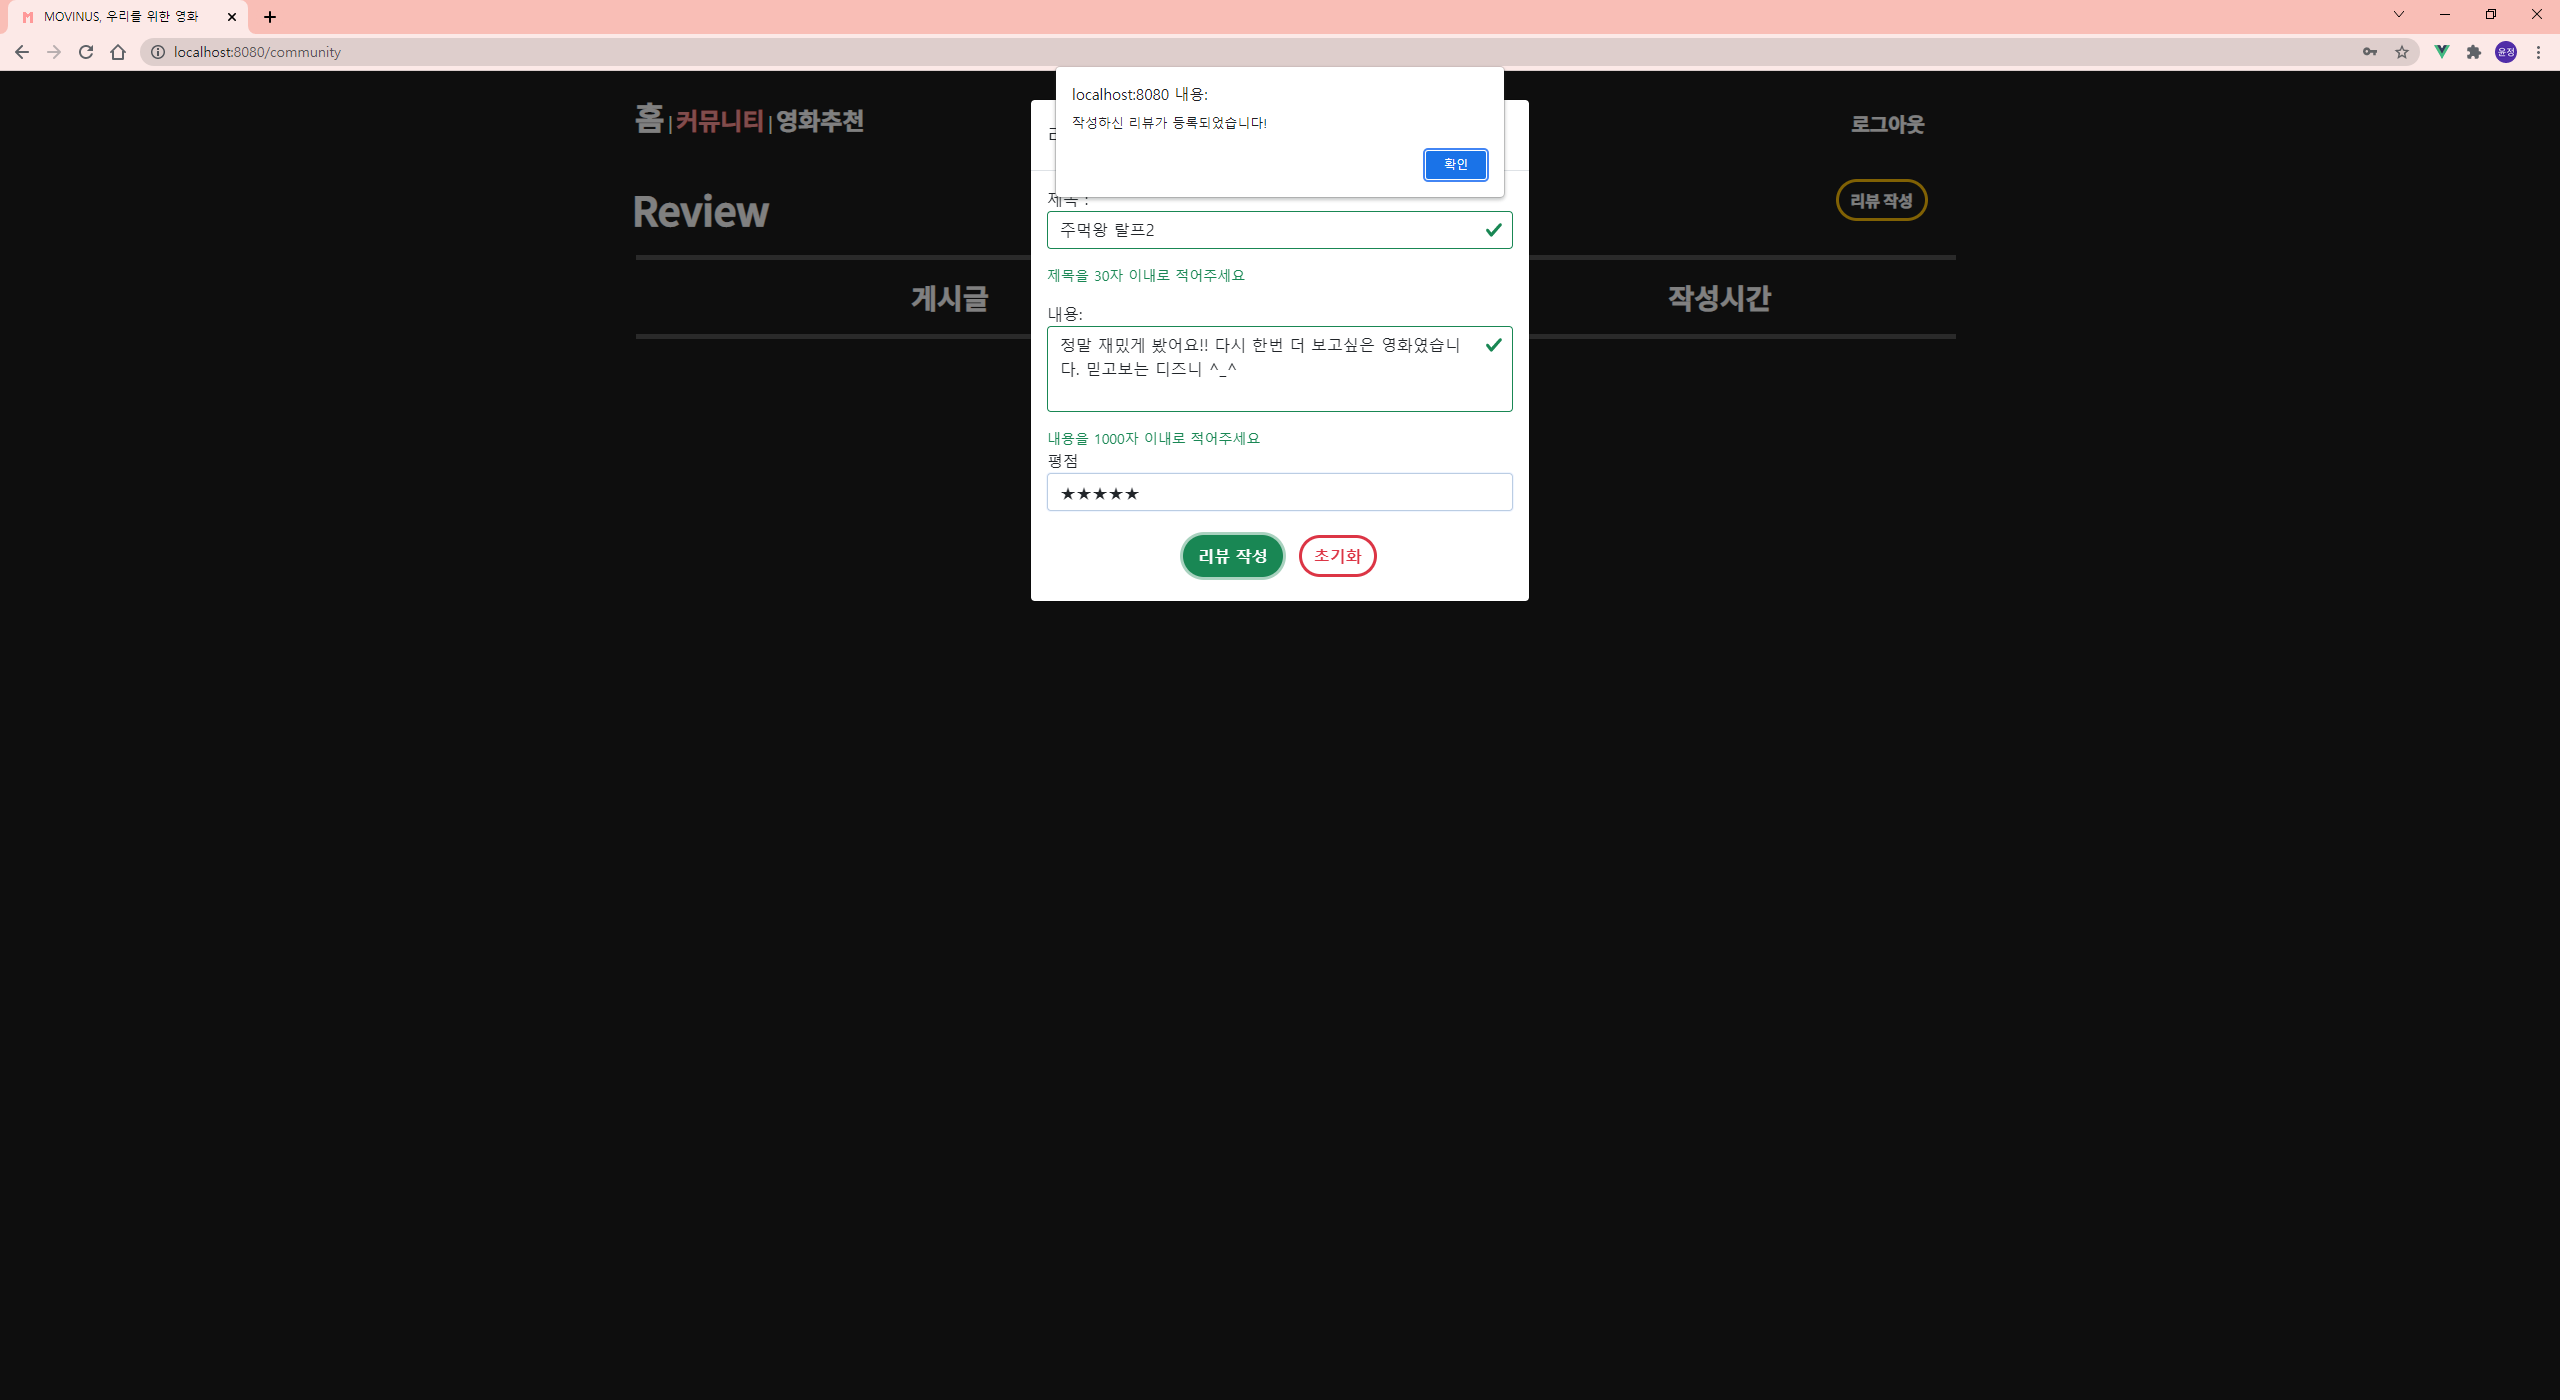 MOVINUS, 우리를 위한 영화
localhost:8080/community
윤정
홈 | 커뮤니티 | 영화추천
로그아웃
localhost:8080 내용:
작성하신 리뷰가 등록되었습니다!
확인
Review
리뷰 작성
제목 :
주먹왕 랄프2
제목을 30자 이내로 적어주세요
게시글
작성시간
내용:
정말 재밌게 봤어요!! 다시 한번 더 보고싶은 영화였습니
다. 믿고보는 디즈니 ^_^
내용을 1000자 이내로 적어주세요
평점
★★★★★
리뷰 작성
초기화